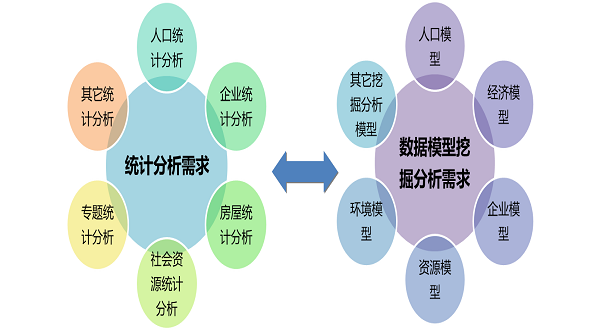 人口统
计分析
其它统
计分析
企业统
计分析
统计分析需求
专题统
计分析
房屋统
计分析
社会资
源统计
分析
人口模
型
其它挖
掘分析
模型
经济模
型
数据模型挖
掘分析需求
环境模
型
企业模
型
资源模
型